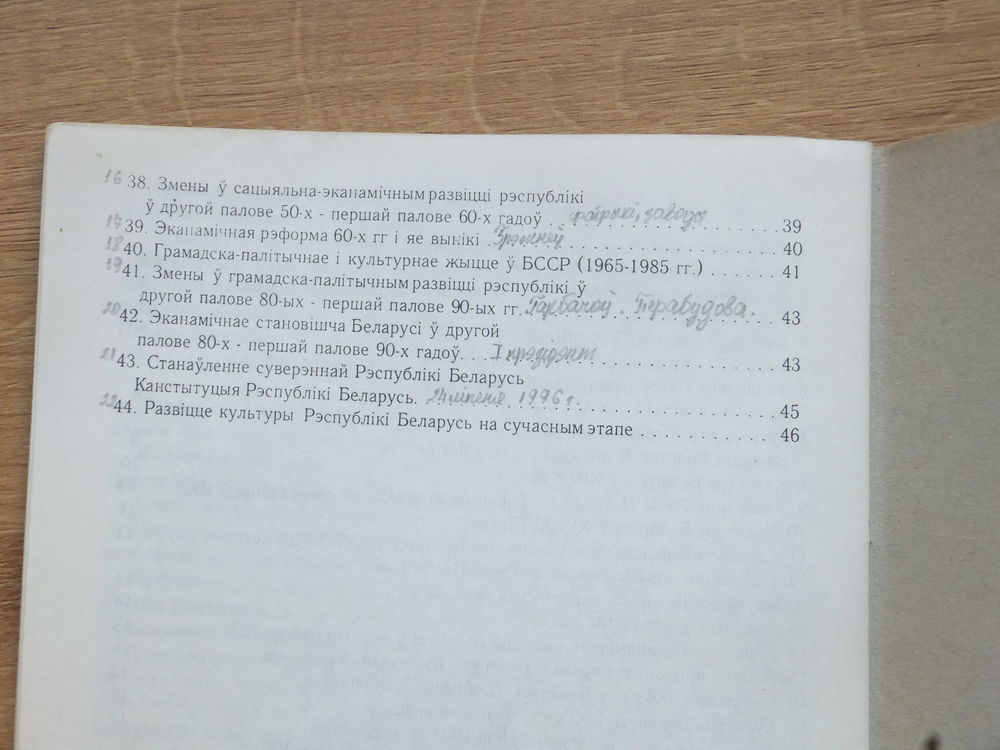 16 38. Змены ў сацыяльна-эканамічным развіцці рэспублікі
ў другой палове 50-х - першай палове 60-х гадоў . фабрыкі, заводы 39
17 39. Эканамічная рэформа 60-х гг і яе вынікі . Брэжнеў 40
18 40. Грамадска-палітычнае і культурнае жыцце ў БССР (1965-1985 гг.) . . . . . . . 41
19 41. Змены ў грамадска-палітычным развіцці рэспублікі ў
другой палове 80-ых - першай палове 90-ых гг. Гарбачоў. Перабудова. 43
20 42. Эканамічнае становішча Беларусі ў другой
палове 80-х - першай палове 90-х гадоў. . . I прэзідэнт 43
21 43. Станаўленне суверэннай Рэспублікі Беларусь
Канстытуцыя Рэспублікі Беларусь. 1996 г. 45
22 44. Развіцце культуры Рэспублікі Беларусь на сучасным этапе . . . . . . . . . . . 46